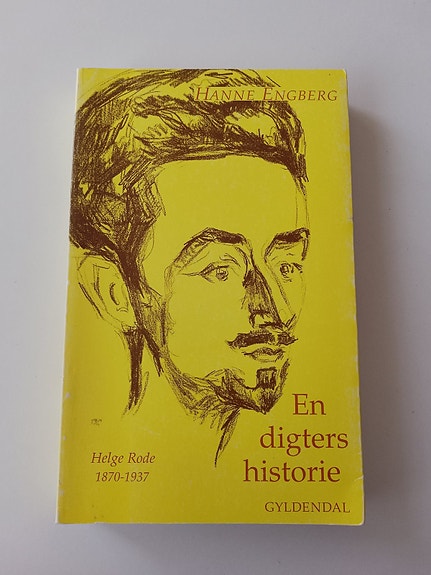 HANNE ENGBERG
En
digters
historie
Helge Rode
1870-1937
GYLDENDAL